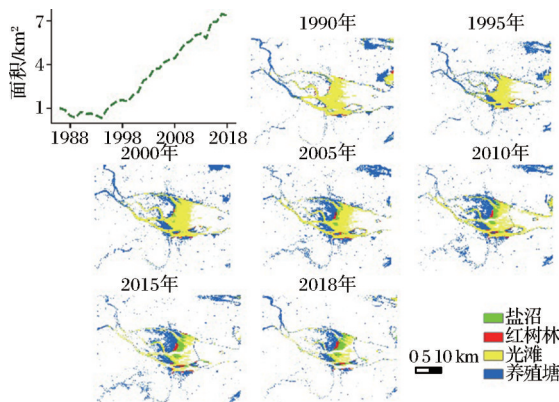 面积/km²
7
4
1
1988 1998 2008 2018
1990年 1995年
2000年 2005年 2010年
2015年 2018年
盐沼
红树林
光滩
养殖塘
0 5 10 km